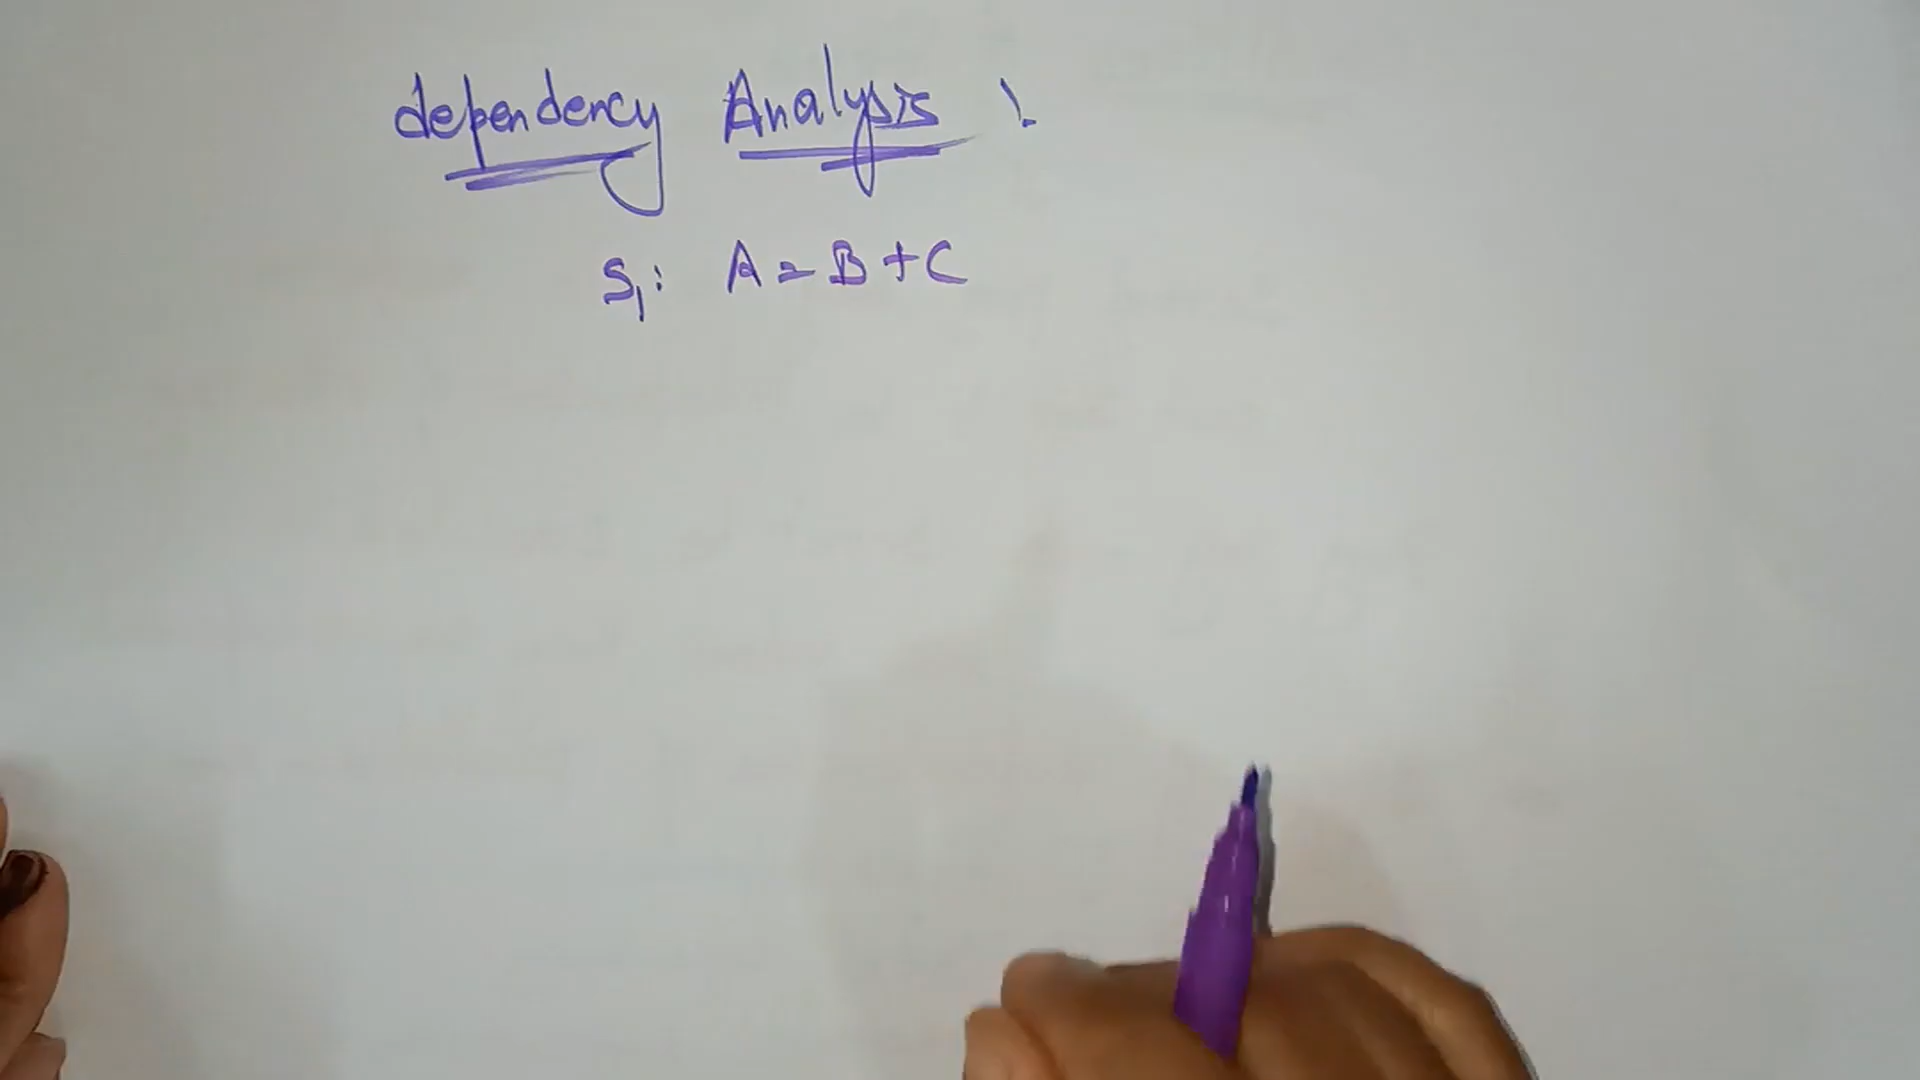 dependency Analysis :
S1: A = B + C